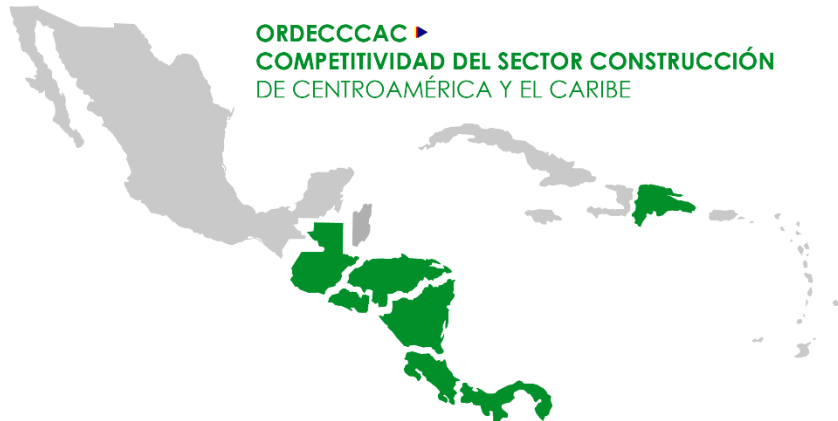 ORDECCCAC
COMPETITIVIDAD DEL SECTOR CONSTRUCCIÓN
DE CENTROAMÉRICA Y EL CARIBE